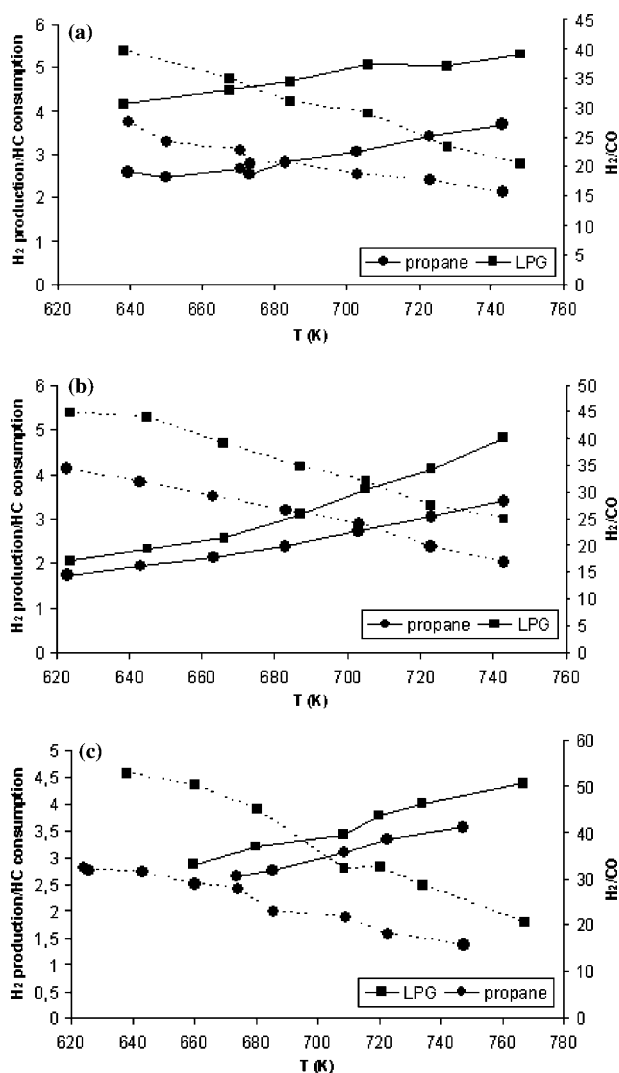 (a)
H₂ production/HC consumption
6
5
4
3
2
1
0
45
40
35
30
25
20
15
10
5
0
H₂/CO
propane LPG
620 640 660 680 700 720 740 760
T (K)
(b)
H₂ production/HC consumption
6
5
4
3
2
1
0
50
45
40
35
30
25
20
15
10
5
0
H₂/CO
propane LPG
620 640 660 680 700 720 740 760
T (K)
(c)
H₂ production/HC consumption
5
4,5
4
3,5
3
2,5
2
1,5
1
0,5
0
60
50
40
30
20
10
0
H₂/CO
LPG propane
620 640 660 680 700 720 740 760 780
T (K)